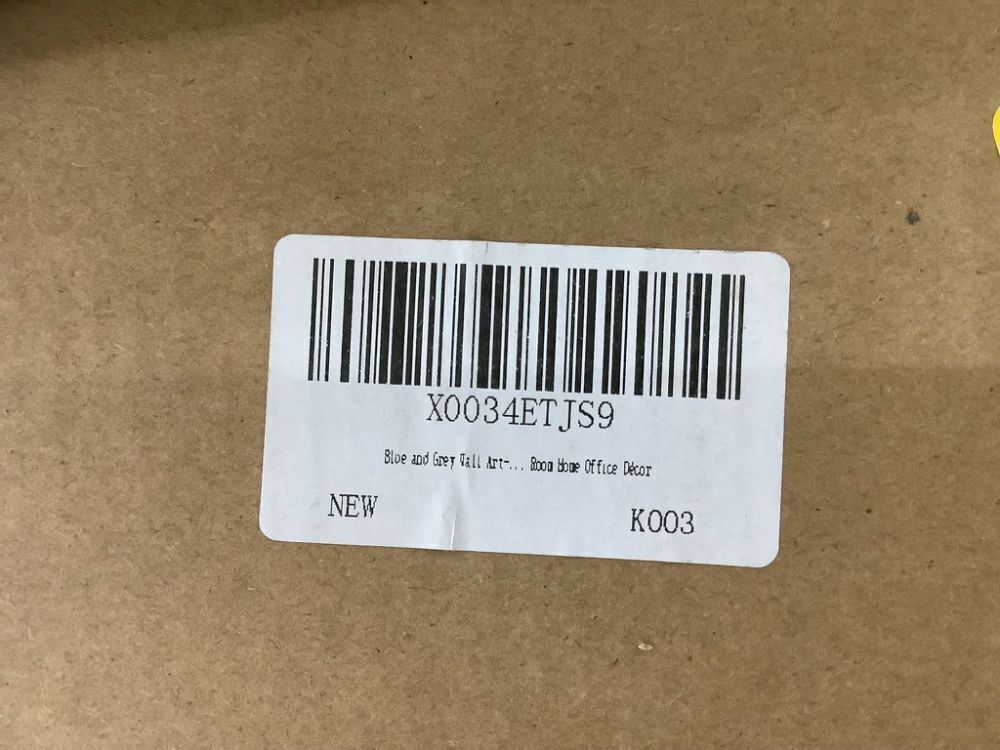 X0034ETJS9
Blue and Grey Wall Art-... Room Home Office Décor
NEW
K003